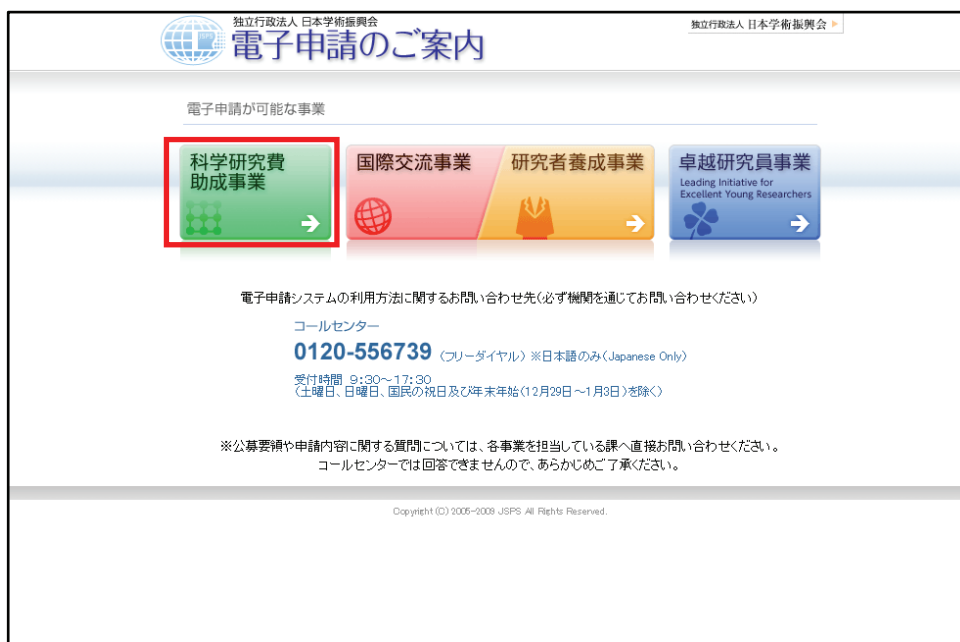 独立行政法人 日本学術振興会
電子申請のご案内
独立行政法人 日本学術振興会
JSPS
電子申請が可能な事業
科学研究費
助成事業
国際交流事業
研究者養成事業
卓越研究員事業
Leading Initiative for
Excellent Young Researchers
電子申請システムの利用方法に関するお問い合わせ先(必ず機関を通じてお問い合わせください)
コールセンター
0120-556739 (フリーダイヤル) ※日本語のみ(Japanese Only)
受付時間 9:30~17:30
(土曜日、日曜日、国民の祝日及び年末年始(12月29日~1月3日)を除く)
※公募要領や申請内容に関する質問については、各事業を担当している課へ直接お問い合わせください。
コールセンターでは回答できませんので、あらかじめご了承ください。
Copyright (C) 2005-2009 JSPS All Rights Reserved.